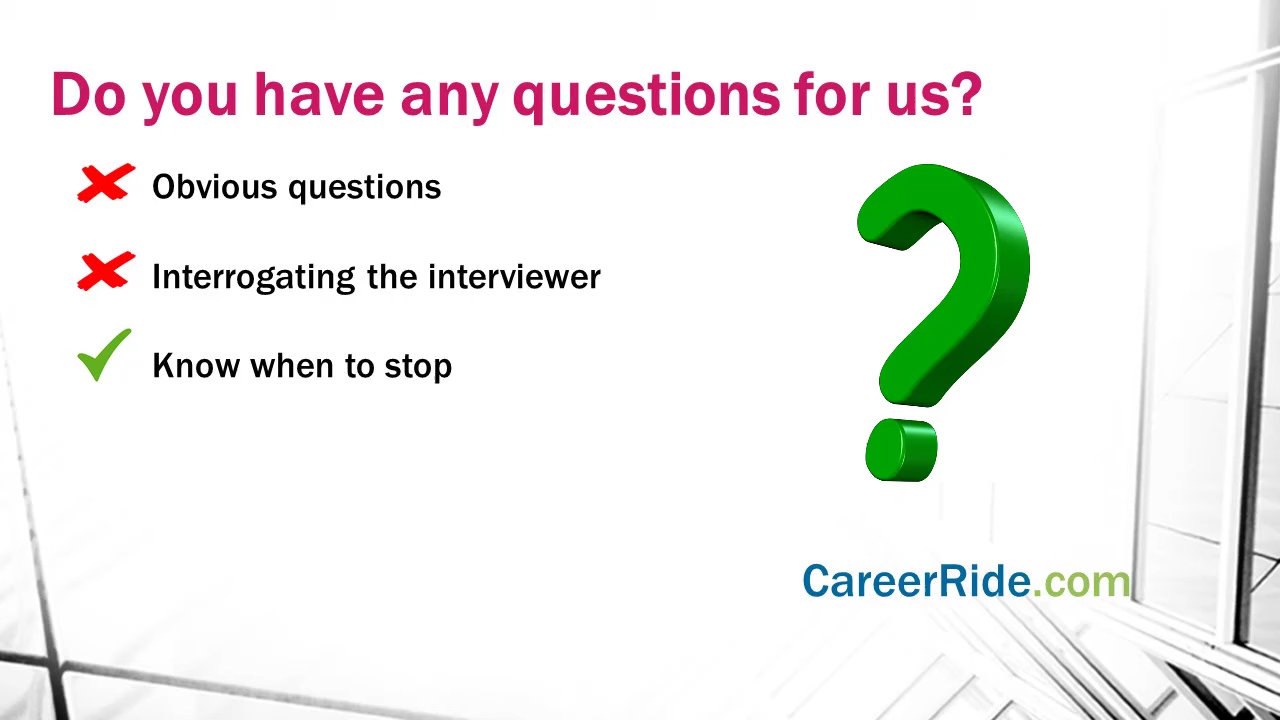 Do you have any questions for us?
Obvious questions
Interrogating the interviewer
Know when to stop
CareerRide.com